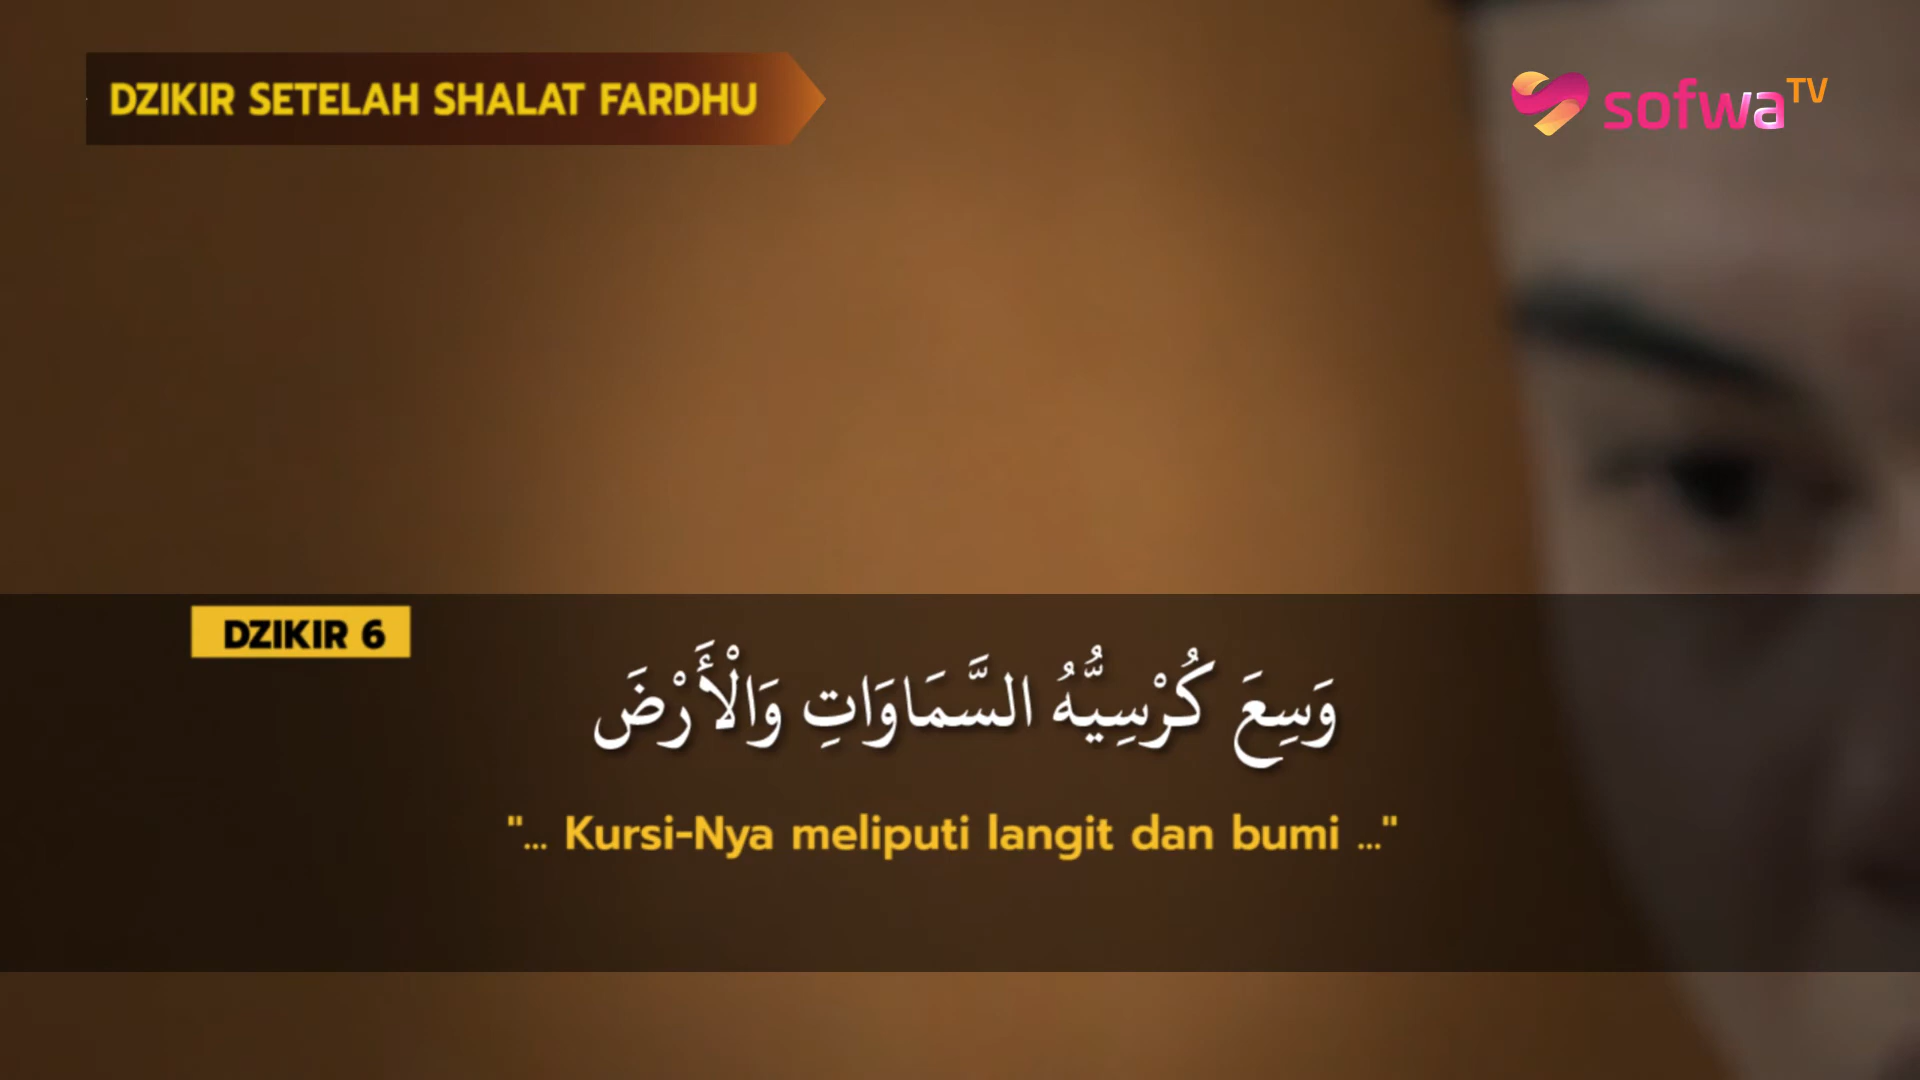 DZIKIR SETELAH SHALAT FARDHU
sofwaTV
DZIKIR 6
وَسِعَ كُرْسِيُّهُ السَّمَاوَاتِ وَالْأَرْضَ
"... Kursi-Nya meliputi langit dan bumi ..."